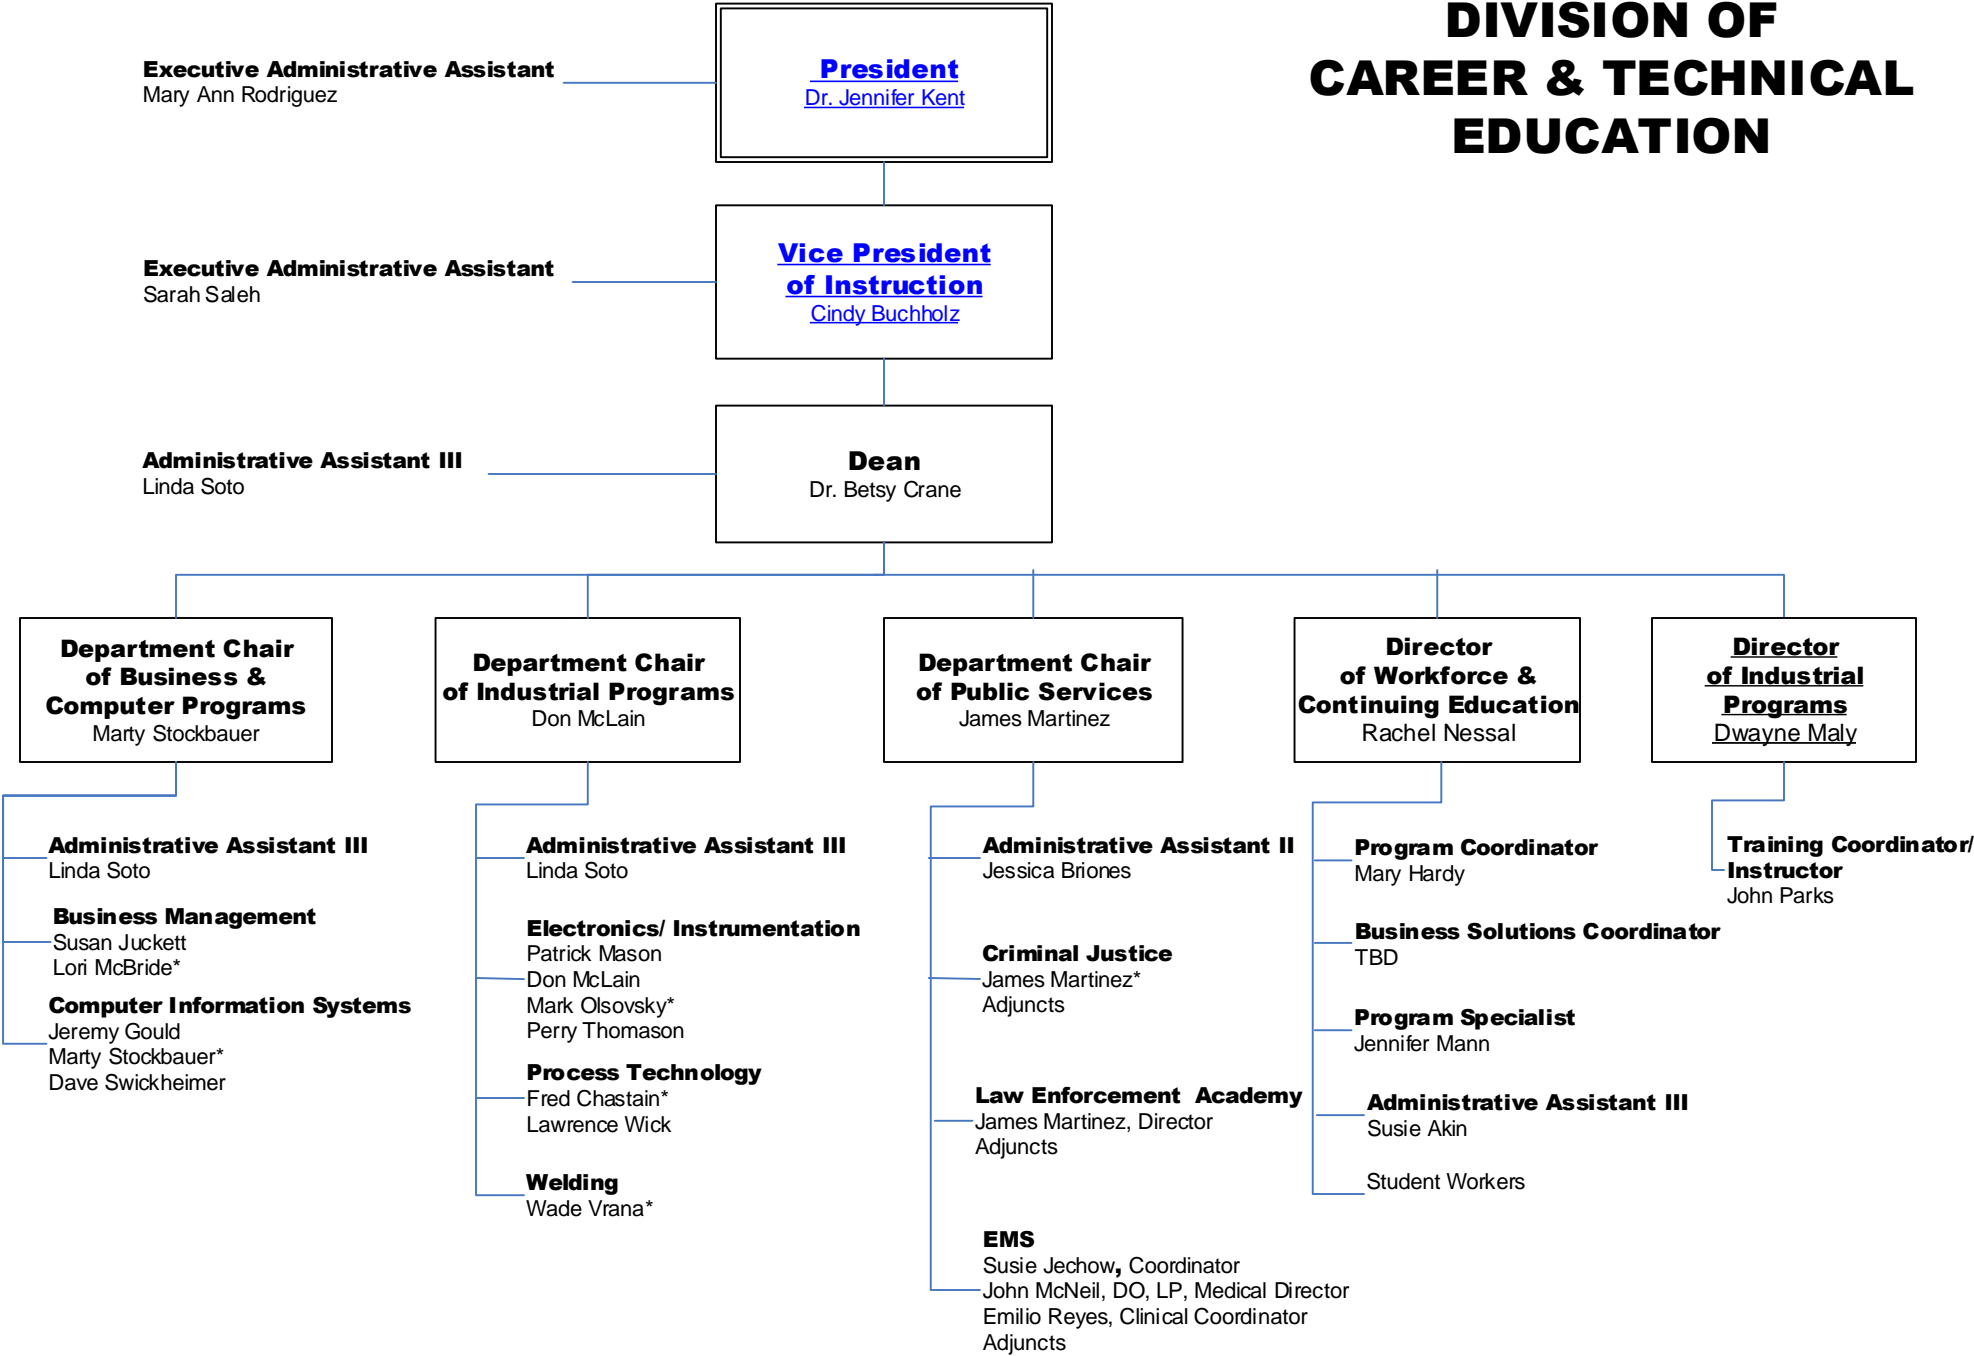 DIVISION OF
CAREER & TECHNICAL
EDUCATION
Executive Administrative Assistant
Mary Ann Rodriguez
President
Dr. Jennifer Kent
Executive Administrative Assistant
Sarah Saleh
Vice President
of Instruction
Cindy Buchholz
Administrative Assistant III
Linda Soto
Dean
Dr. Betsy Crane
Department Chair
of Business &
Computer Programs
Marty Stockbauer
Department Chair
of Industrial Programs
Don McLain
Department Chair
of Public Services
James Martinez
Director
of Workforce &
Continuing Education
Rachel Nessal
Director
of Industrial
Programs
Dwayne Maly
Administrative Assistant III
Linda Soto
Business Management
Susan Juckett
Lori McBride*
Computer Information Systems
Jeremy Gould
Marty Stockbauer*
Dave Swickheimer
Administrative Assistant III
Linda Soto
Electronics/ Instrumentation
Patrick Mason
Don McLain
Mark Olsovsky*
Perry Thomason
Process Technology
Fred Chastain*
Lawrence Wick
Welding
Wade Vrana*
Administrative Assistant II
Jessica Briones
Criminal Justice
James Martinez*
Adjuncts
Law Enforcement Academy
James Martinez, Director
Adjuncts
EMS
Susie Jechow, Coordinator
John McNeil, DO, LP, Medical Director
Emilio Reyes, Clinical Coordinator
Adjuncts
Program Coordinator
Mary Hardy
Business Solutions Coordinator
TBD
Program Specialist
Jennifer Mann
Administrative Assistant III
Susie Akin
Student Workers
Training Coordinator/
Instructor
John Parks